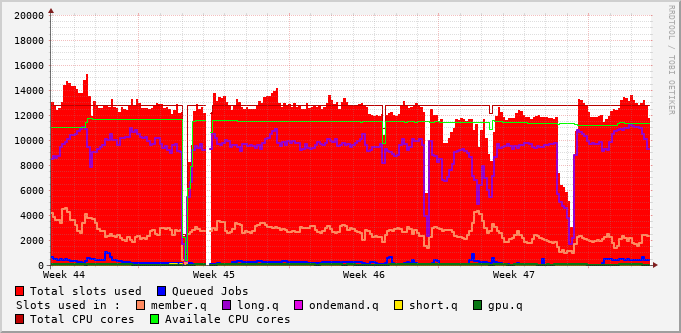 20000
18000
16000
14000
12000
10000
8000
6000
4000
2000
0
Week 44 Week 45 Week 46 Week 47
Total slots used Queued Jobs
Slots used in : member.q long.q ondemand.q short.q gpu.q
Total CPU cores Availale CPU cores
RRDTOOL / TOBI OETIKER